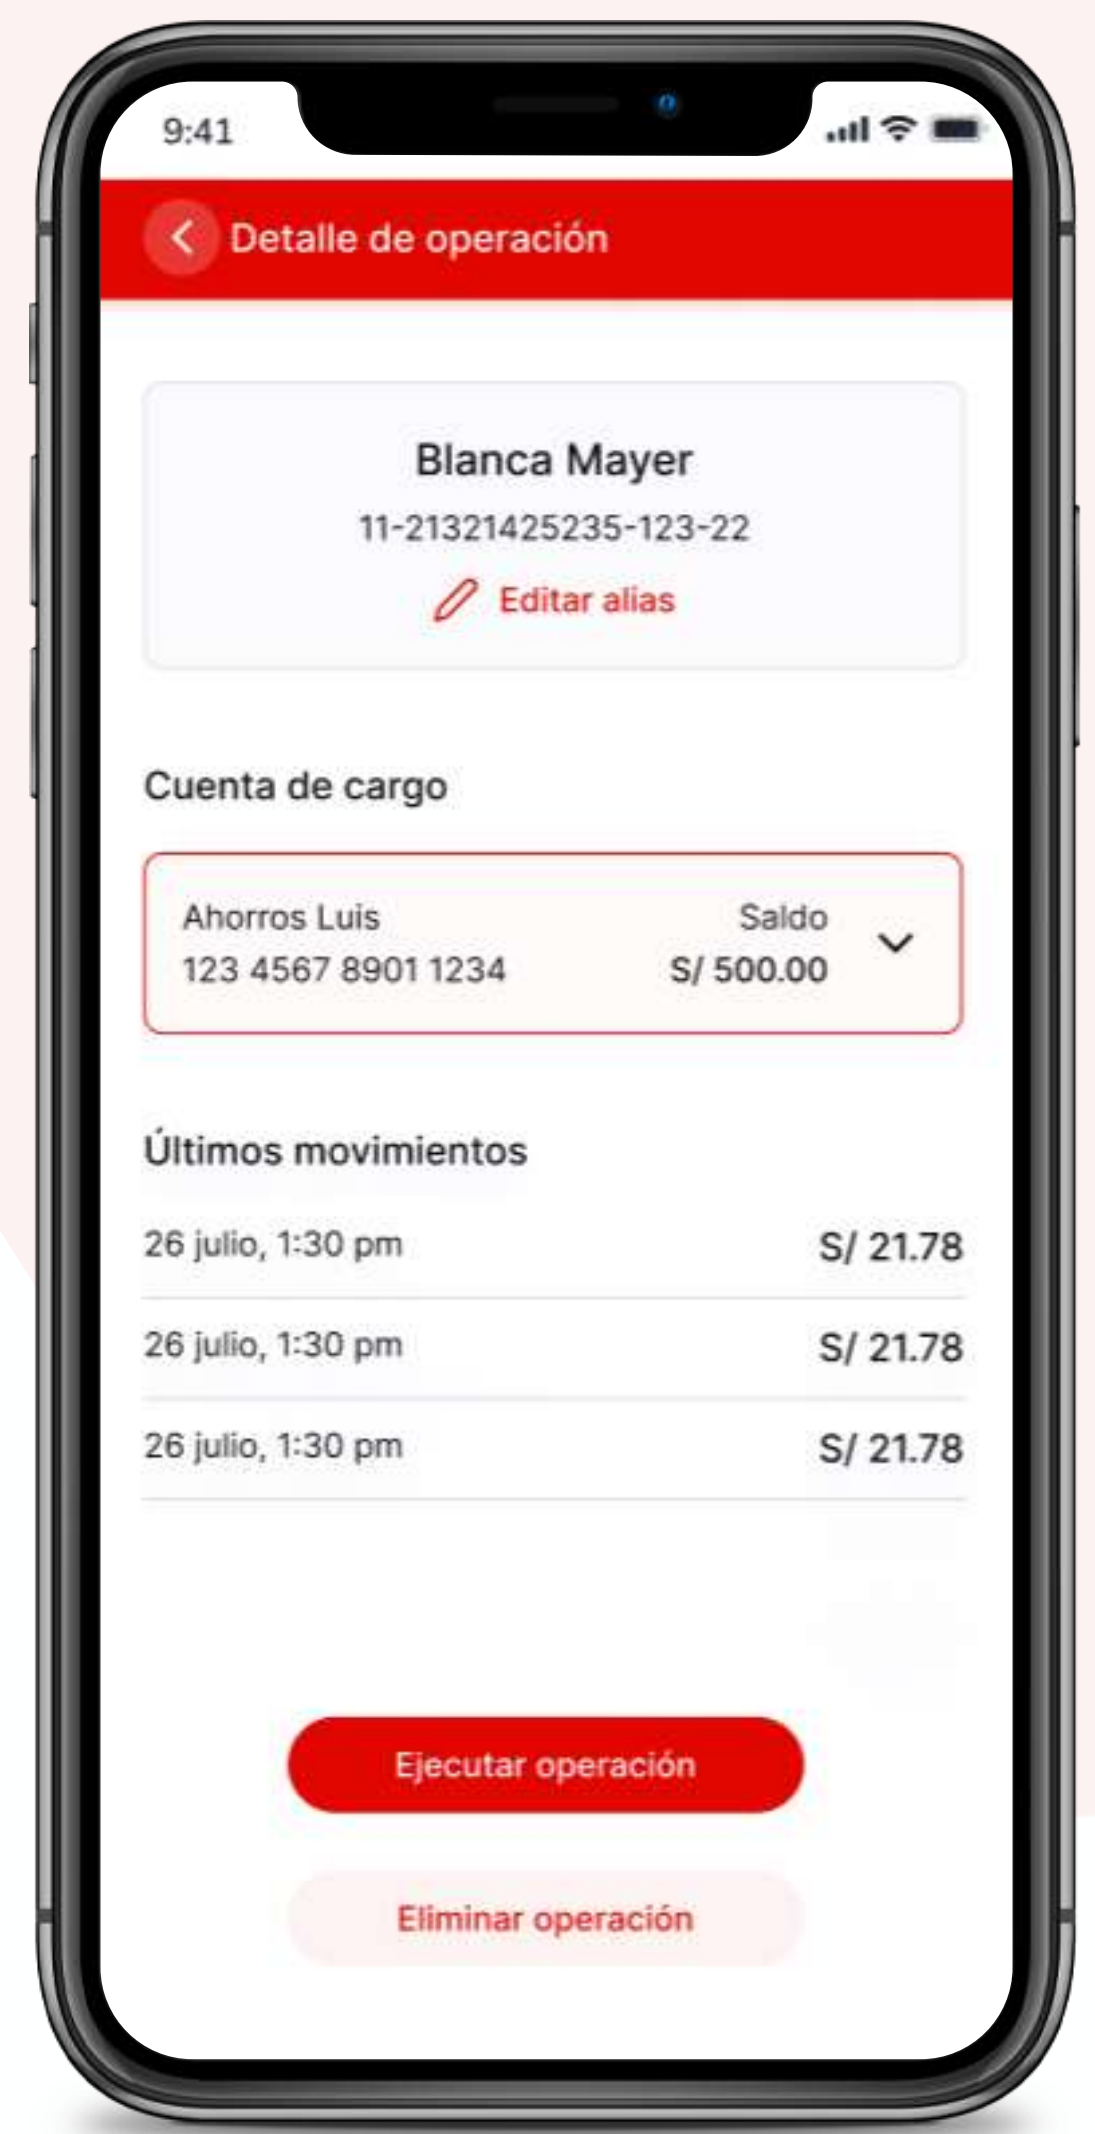 9:41
Detalle de operación
Blanca Mayer
11-21321425235-123-22
Editar alias
Cuenta de cargo
Ahorros Luis Saldo
123 4567 8901 1234 S/ 500.00
Últimos movimientos
26 julio, 1:30 pm S/ 21.78
26 julio, 1:30 pm S/ 21.78
26 julio, 1:30 pm S/ 21.78
Ejecutar operación
Eliminar operación